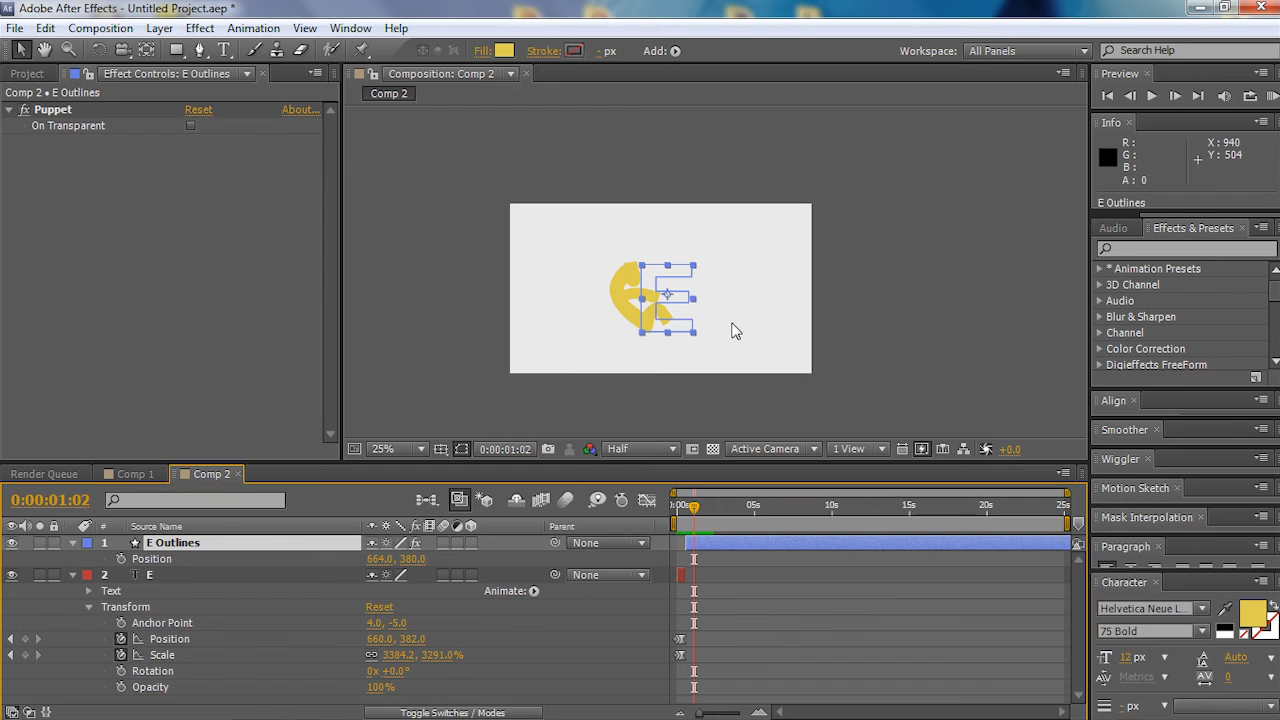 Adobe After Effects - Untitled Project.aep *
File Edit Composition Layer Effect Animation View Window Help
Fill: Stroke: - px Add: Workspace: All Panels Search Help
Project Effect Controls: E Outlines Composition: Comp 2 Preview
Comp 2 • E Outlines Comp 2
Puppet Reset About...
On Transparent
Info
R: X: 940
G: Y: 504
B:
A: 0
E Outlines
Audio Effects & Presets
* Animation Presets
3D Channel
Audio
Blur & Sharpen
Channel
Color Correction
Digieffects FreeForm
Align
Smoother
Wiggler
Motion Sketch
Mask Interpolation
Paragraph
Character
Helvetica Neue L...
75 Bold
12 px Auto
Metrics 0
- px
25% 0:00:01:02 Half Active Camera 1 View +0.0
Render Queue Comp 1 Comp 2
0:00:01:02
0:00s 05s 10s 15s 20s 25s
# Source Name Parent
1 E Outlines fx None
Position 664.0, 380.0
2 T E None
Text Animate:
Transform Reset
Anchor Point 4.0, -5.0
Position 660.0, 382.0
Scale 3384.2, 3291.0%
Rotation 0x +0.0°
Opacity 100%
Toggle Switches / Modes